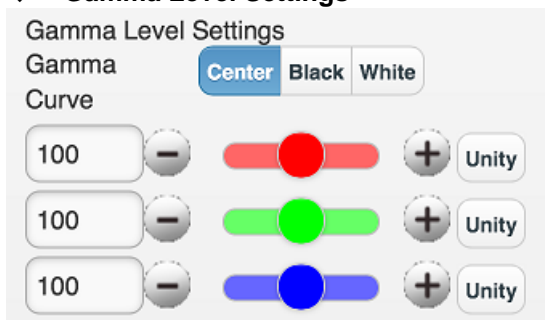 Gamma Level Settings
Gamma Center Black White
Curve
100 − + Unity
100 − + Unity
100 − + Unity